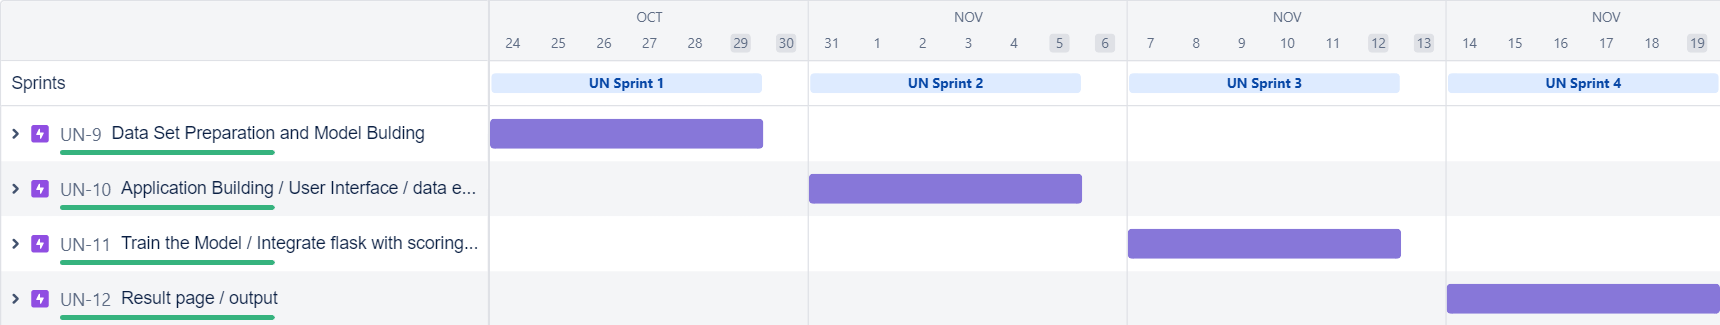 OCT NOV NOV NOV
24 25 26 27 28 29 30 31 1 2 3 4 5 6 7 8 9 10 11 12 13 14 15 16 17 18 19
Sprints UN Sprint 1 UN Sprint 2 UN Sprint 3 UN Sprint 4
UN-9 Data Set Preparation and Model Bulding
UN-10 Application Building / User Interface / data e...
UN-11 Train the Model / Integrate flask with scoring...
UN-12 Result page / output